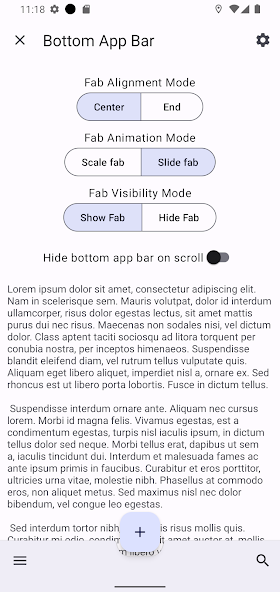 11:18
Bottom App Bar
Fab Alignment Mode
Center End
Fab Animation Mode
Scale fab Slide fab
Fab Visibility Mode
Show Fab Hide Fab
Hide bottom app bar on scroll
Lorem ipsum dolor sit amet, consectetur adipiscing elit.
Nam in scelerisque sem. Mauris volutpat, dolor id interdum
ullamcorper, risus dolor egestas lectus, sit amet mattis
purus dui nec risus. Maecenas non sodales nisi, vel dictum
dolor. Class aptent taciti sociosqu ad litora torquent per
conubia nostra, per inceptos himenaeos. Suspendisse
blandit eleifend diam, vel rutrum tellus vulputate quis.
Aliquam eget libero aliquet, imperdiet nisl a, ornare ex. Sed
rhoncus est ut libero porta lobortis. Fusce in dictum tellus.
Suspendisse interdum ornare ante. Aliquam nec cursus
lorem. Morbi id magna felis. Vivamus egestas, est a
condimentum egestas, turpis nisl iaculis ipsum, in dictum
tellus dolor sed neque. Morbi tellus erat, dapibus ut sem
a, iaculis tincidunt dui. Interdum et malesuada fames ac
ante ipsum primis in faucibus. Curabitur et eros porttitor,
ultricies urna vitae, molestie nibh. Phasellus at commodo
eros, non aliquet metus. Sed maximus nisl nec dolor
bibendum, vel congue leo egestas.
Sed interdum tortor nibh risus mollis quis.
Curabitur mi odio, sit amet auctor at, mollis
libero